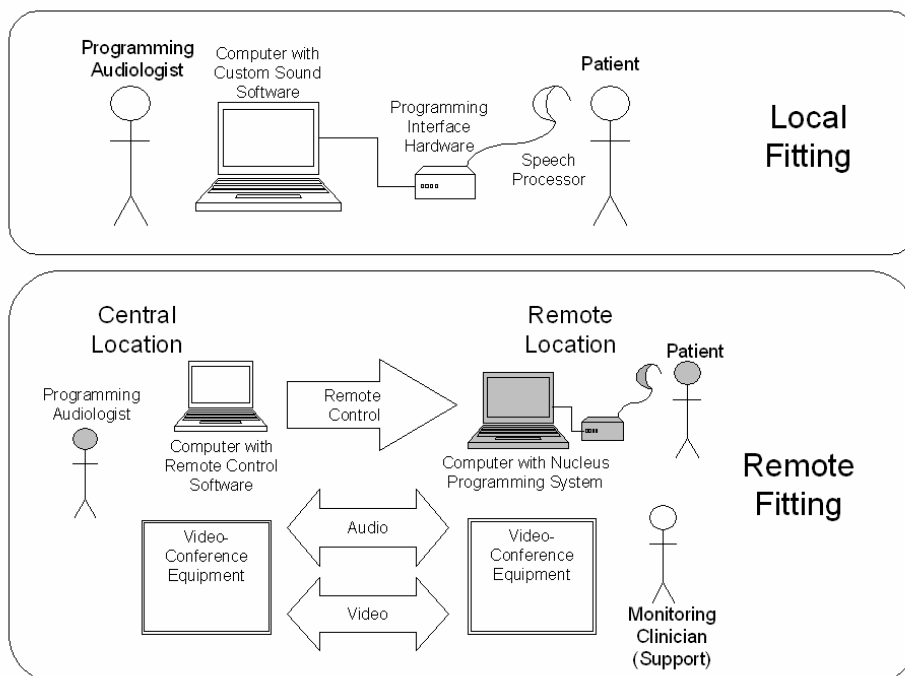 Programming
Audiologist
Computer with
Custom Sound
Software
Programming
Interface
Hardware
Speech
Processor
Patient
Local
Fitting
Central
Location
Remote
Location
Programming
Audiologist
Computer with
Remote Control
Software
Remote
Control
Computer with Nucleus
Programming System
Patient
Remote
Fitting
Video-
Conference
Equipment
Audio
Video
Video-
Conference
Equipment
Monitoring
Clinician
(Support)